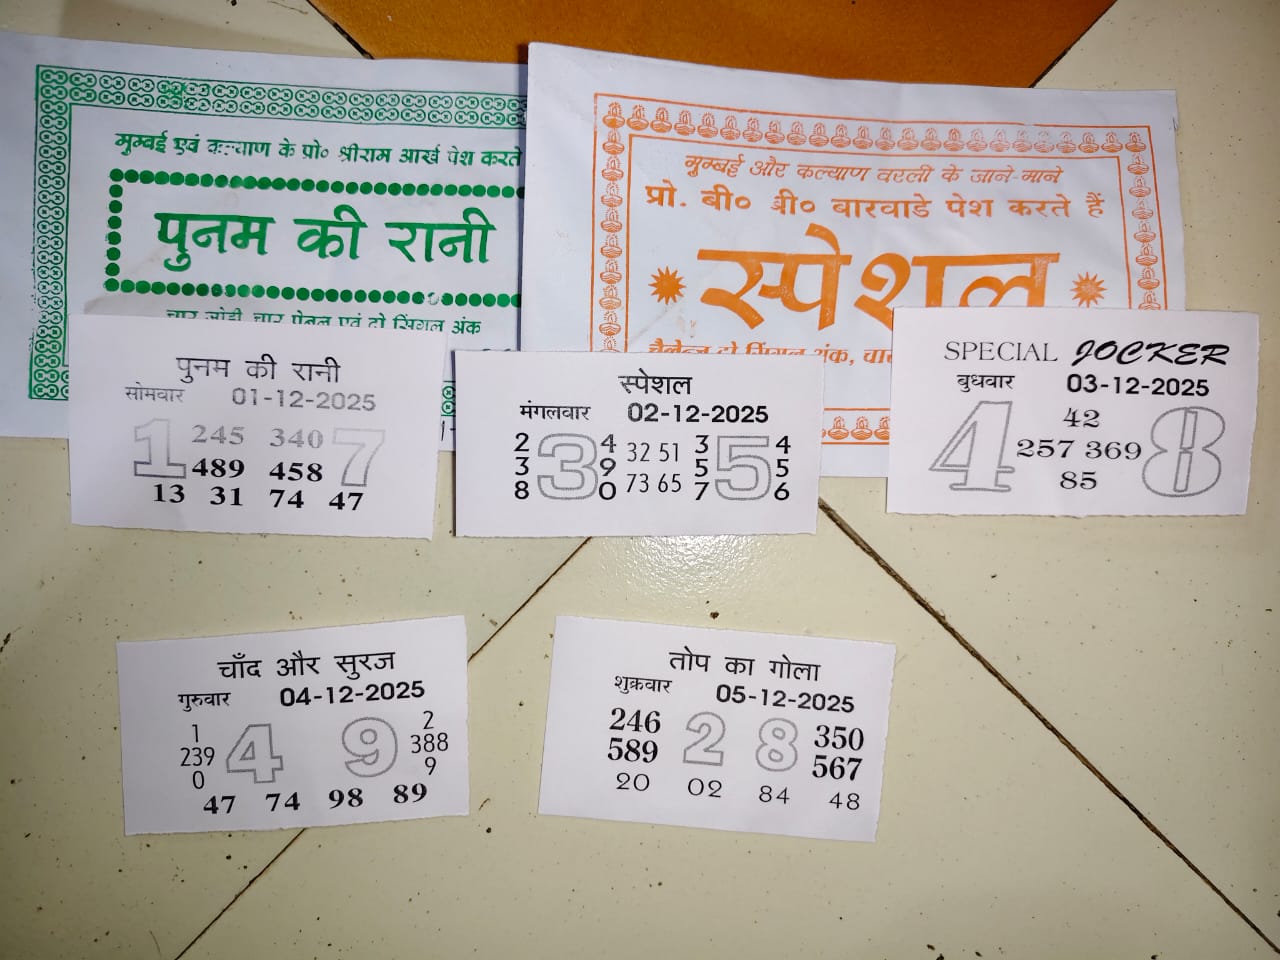 मुम्बई एवं कल्याण के प्रो० श्रीराम आर्ख पेश करते
पुनम की रानी
चार जोडी चार पेनल एवं दो सिंगल अंक
मुम्बई और कल्याण वरली के जाने-माने
प्रो. बी० बी० बारवाडे पेश करते हैं
स्पेशल
चैलेन्ज दो सिंगल अंक, चार
पुनम की रानी
सोमवार 01-12-2025
1 245 340 7
489 458
13 31 74 47
स्पेशल
मंगलवार 02-12-2025
2 3 4 32 51 3 5 4
3 9 5 5
8 0 73 65 7 6
SPECIAL JOCKER
बुधवार 03-12-2025
42
4 257 369 8
85
चाँद और सुरज
गुरुवार 04-12-2025
1 2
239 4 9 388
0 9
47 74 98 89
तोप का गोला
शुक्रवार 05-12-2025
246 2 8 350
589 567
20 02 84 48